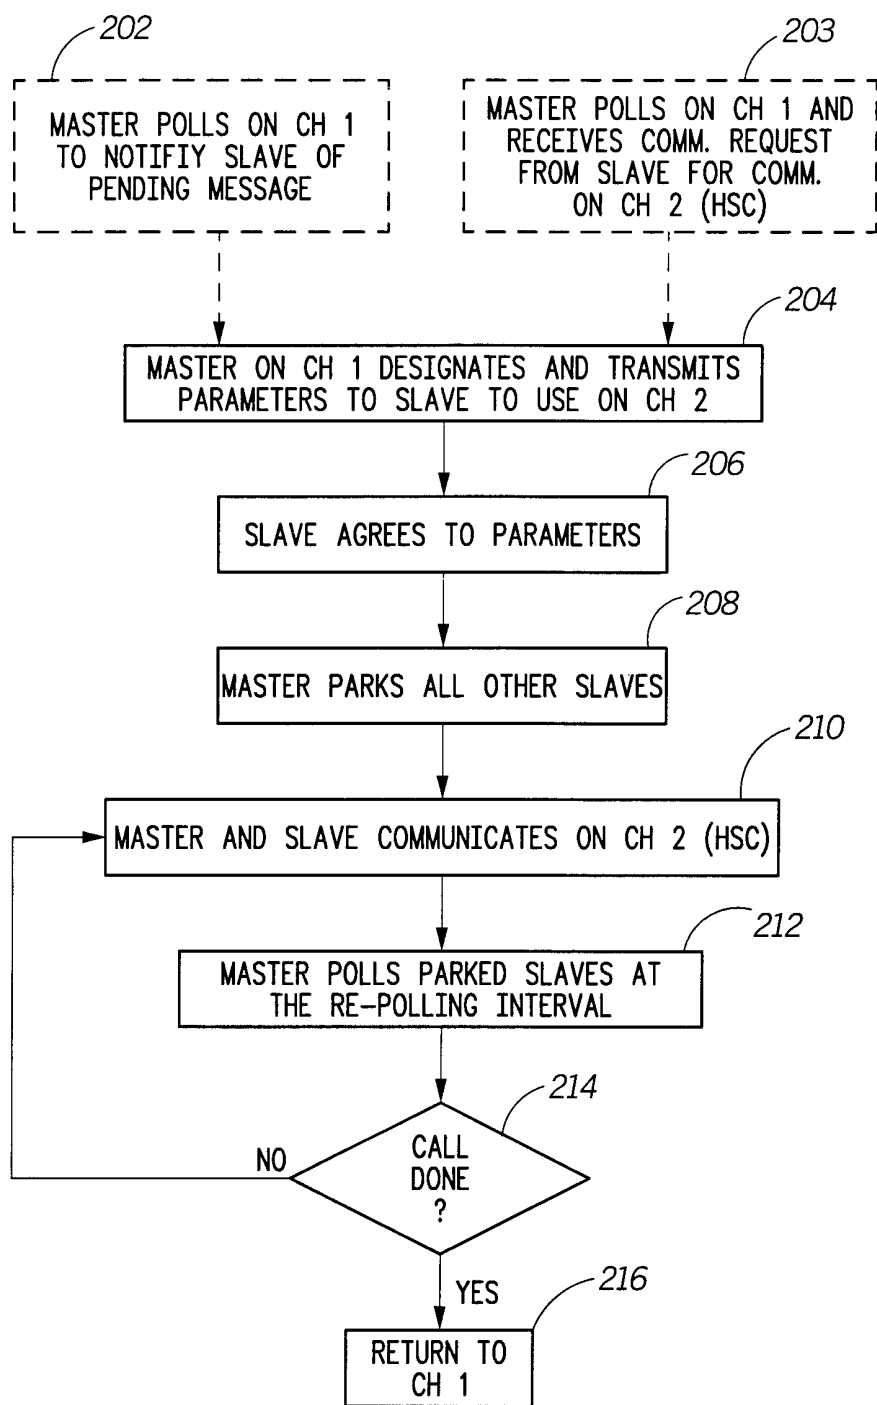 202
MASTER POLLS ON CH 1
TO NOTIFIY SLAVE OF
PENDING MESSAGE
203
MASTER POLLS ON CH 1 AND
RECEIVES COMM. REQUEST
FROM SLAVE FOR COMM.
ON CH 2 (HSC)
204
MASTER ON CH 1 DESIGNATES AND TRANSMITS
PARAMETERS TO SLAVE TO USE ON CH 2
206
SLAVE AGREES TO PARAMETERS
208
MASTER PARKS ALL OTHER SLAVES
210
MASTER AND SLAVE COMMUNICATES ON CH 2 (HSC)
212
MASTER POLLS PARKED SLAVES AT
THE RE-POLLING INTERVAL
214
CALL
DONE
?
NO
YES
216
RETURN TO
CH 1